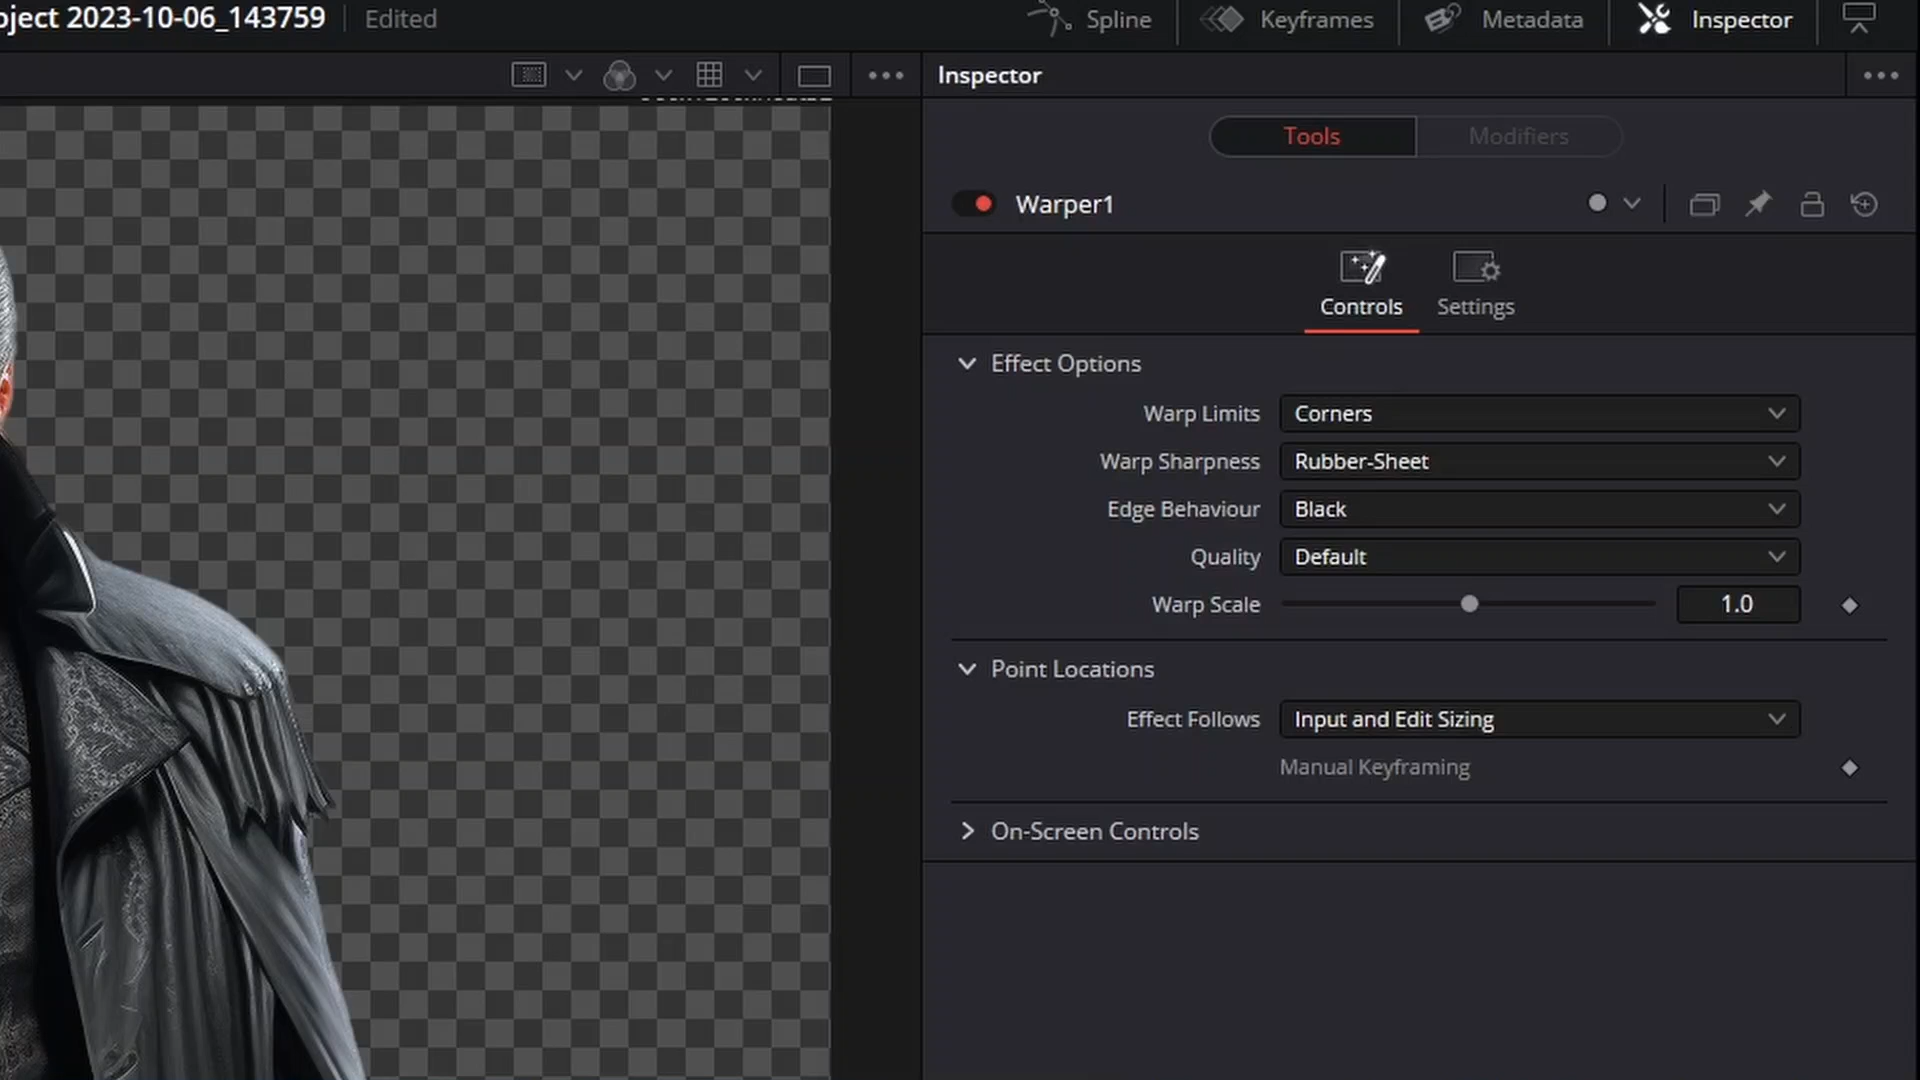 oject 2023-10-06_143759
Edited
Spline
Keyframes
Metadata
Inspector
Inspector
Tools
Modifiers
Warper1
Controls
Settings
Effect Options
Warp Limits
Corners
Warp Sharpness
Rubber-Sheet
Edge Behaviour
Black
Quality
Default
Warp Scale
1.0
Point Locations
Effect Follows
Input and Edit Sizing
Manual Keyframing
On-Screen Controls